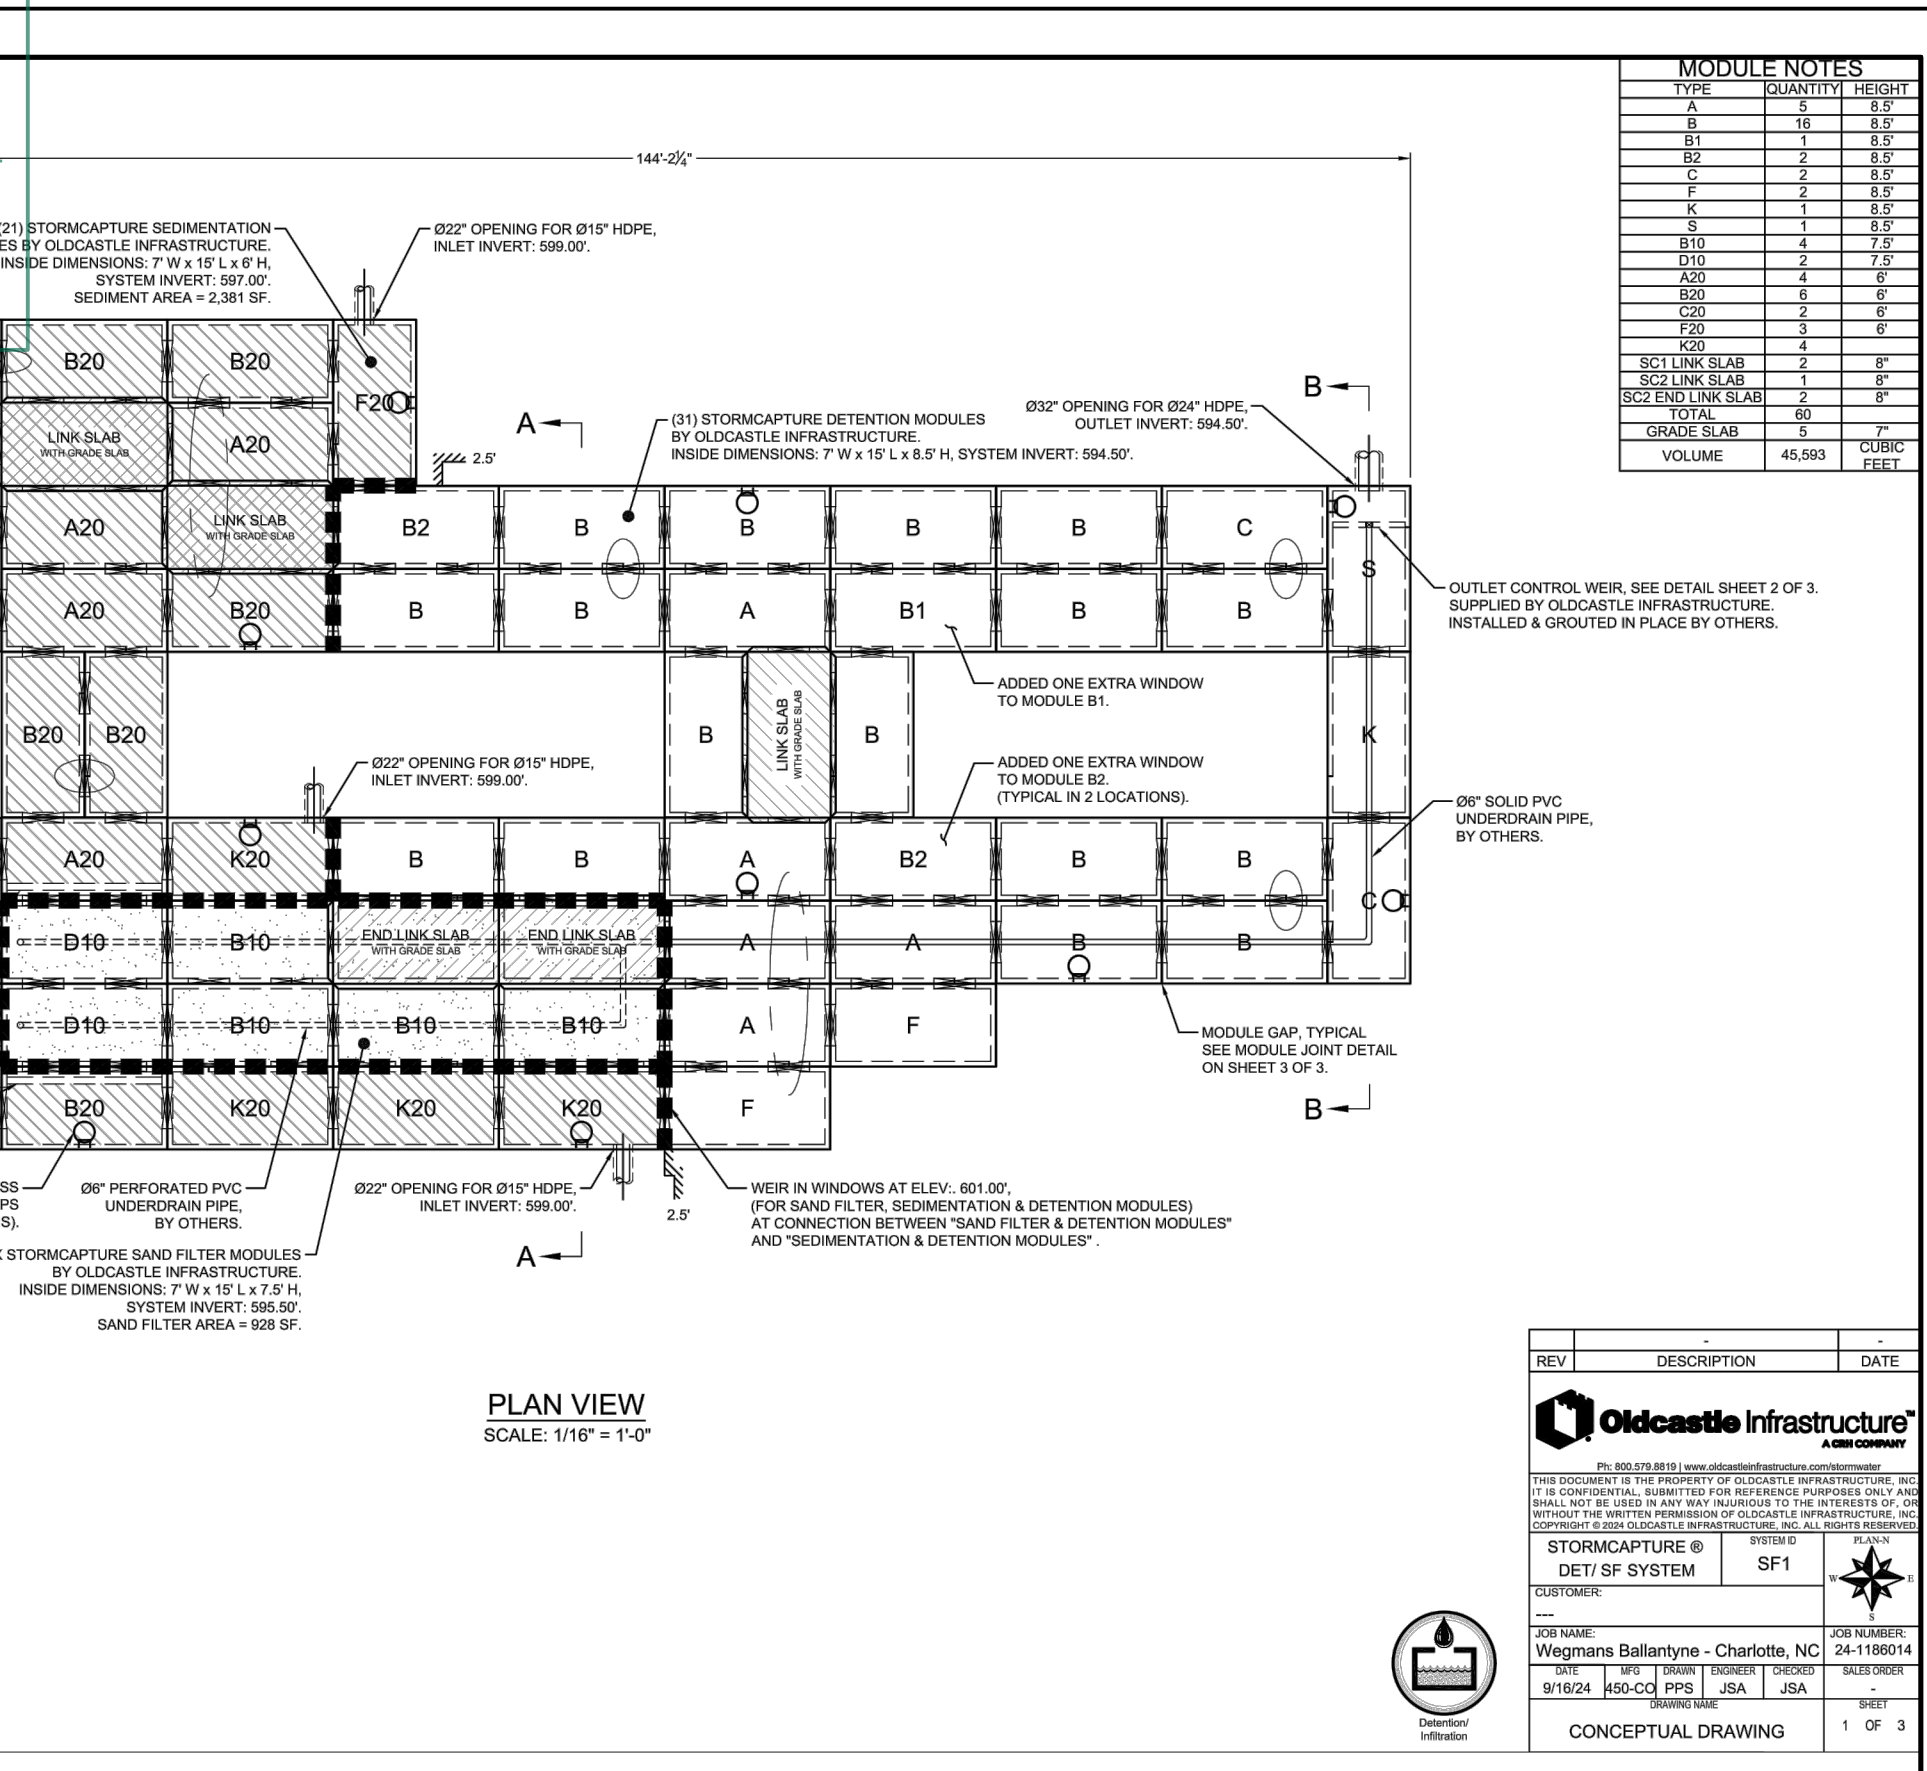 MODULE NOTES
TYPE QUANTITY HEIGHT
A 5 8.5'
B 16 8.5'
B1 1 8.5'
B2 2 8.5'
C 2 8.5'
F 2 8.5'
K 1 8.5'
S 1 8.5'
B10 4 7.5'
D10 2 7.5'
A20 4 6'
B20 6 6'
C20 2 6'
F20 3 6'
K20 4
SC1 LINK SLAB 2 8"
SC2 LINK SLAB 1 8"
SC2 END LINK SLAB 2 8"
TOTAL 60
GRADE SLAB 5 7"
VOLUME 45,593 CUBIC FEET
144'-2¼"
(21) STORMCAPTURE SEDIMENTATION
ES BY OLDCASTLE INFRASTRUCTURE.
INSIDE DIMENSIONS: 7' W x 15' L x 6' H,
SYSTEM INVERT: 597.00'.
SEDIMENT AREA = 2,381 SF.
Ø22" OPENING FOR Ø15" HDPE,
INLET INVERT: 599.00'.
A
2.5'
(31) STORMCAPTURE DETENTION MODULES
BY OLDCASTLE INFRASTRUCTURE.
INSIDE DIMENSIONS: 7' W x 15' L x 8.5' H, SYSTEM INVERT: 594.50'.
Ø32" OPENING FOR Ø24" HDPE,
OUTLET INVERT: 594.50'.
B
B20 B20 F20
LINK SLAB
WITH GRADE SLAB
A20
A20
LINK SLAB
WITH GRADE SLAB
B2 B B B B C
S
A20 B20 B B A B1 B B
OUTLET CONTROL WEIR, SEE DETAIL SHEET 2 OF 3.
SUPPLIED BY OLDCASTLE INFRASTRUCTURE.
INSTALLED & GROUTED IN PLACE BY OTHERS.
ADDED ONE EXTRA WINDOW
TO MODULE B1.
B20 B20 B
LINK SLAB
WITH GRADE SLAB
B K
Ø22" OPENING FOR Ø15" HDPE,
INLET INVERT: 599.00'.
ADDED ONE EXTRA WINDOW
TO MODULE B2.
(TYPICAL IN 2 LOCATIONS).
Ø6" SOLID PVC
UNDERDRAIN PIPE,
BY OTHERS.
A20 K20 B B A B2 B B
C
D10 B10
END LINK SLAB
WITH GRADE SLAB
END LINK SLAB
WITH GRADE SLAB
A A B B
D10 B10 B10 B10 A F
MODULE GAP, TYPICAL
SEE MODULE JOINT DETAIL
ON SHEET 3 OF 3.
B20 K20 K20 K20 F
B
SS
PS
S).
Ø6" PERFORATED PVC
UNDERDRAIN PIPE,
BY OTHERS.
Ø22" OPENING FOR Ø15" HDPE,
INLET INVERT: 599.00'.
2.5'
WEIR IN WINDOWS AT ELEV:. 601.00',
(FOR SAND FILTER, SEDIMENTATION & DETENTION MODULES)
AT CONNECTION BETWEEN "SAND FILTER & DETENTION MODULES"
AND "SEDIMENTATION & DETENTION MODULES" .
A
STORMCAPTURE SAND FILTER MODULES
BY OLDCASTLE INFRASTRUCTURE.
INSIDE DIMENSIONS: 7' W x 15' L x 7.5' H,
SYSTEM INVERT: 595.50'.
SAND FILTER AREA = 928 SF.
PLAN VIEW
SCALE: 1/16" = 1'-0"
- -
REV DESCRIPTION DATE
Oldcastle Infrastructure™
A CRH COMPANY
Ph: 800.579.8819 | www.oldcastleinfrastructure.com/stormwater
THIS DOCUMENT IS THE PROPERTY OF OLDCASTLE INFRASTRUCTURE, INC.
IT IS CONFIDENTIAL, SUBMITTED FOR REFERENCE PURPOSES ONLY AND
SHALL NOT BE USED IN ANY WAY INJURIOUS TO THE INTERESTS OF, OR
WITHOUT THE WRITTEN PERMISSION OF OLDCASTLE INFRASTRUCTURE, INC.
COPYRIGHT © 2024 OLDCASTLE INFRASTRUCTURE, INC. ALL RIGHTS RESERVED.
STORMCAPTURE ®
DET/ SF SYSTEM
SYSTEM ID
SF1
PLAN-N
W E
S
CUSTOMER:
---
JOB NAME:
Wegmans Ballantyne - Charlotte, NC
JOB NUMBER:
24-1186014
DATE MFG DRAWN ENGINEER CHECKED SALES ORDER
9/16/24 450-CO PPS JSA JSA -
DRAWING NAME
CONCEPTUAL DRAWING
SHEET
1 OF 3
Detention/
Infiltration